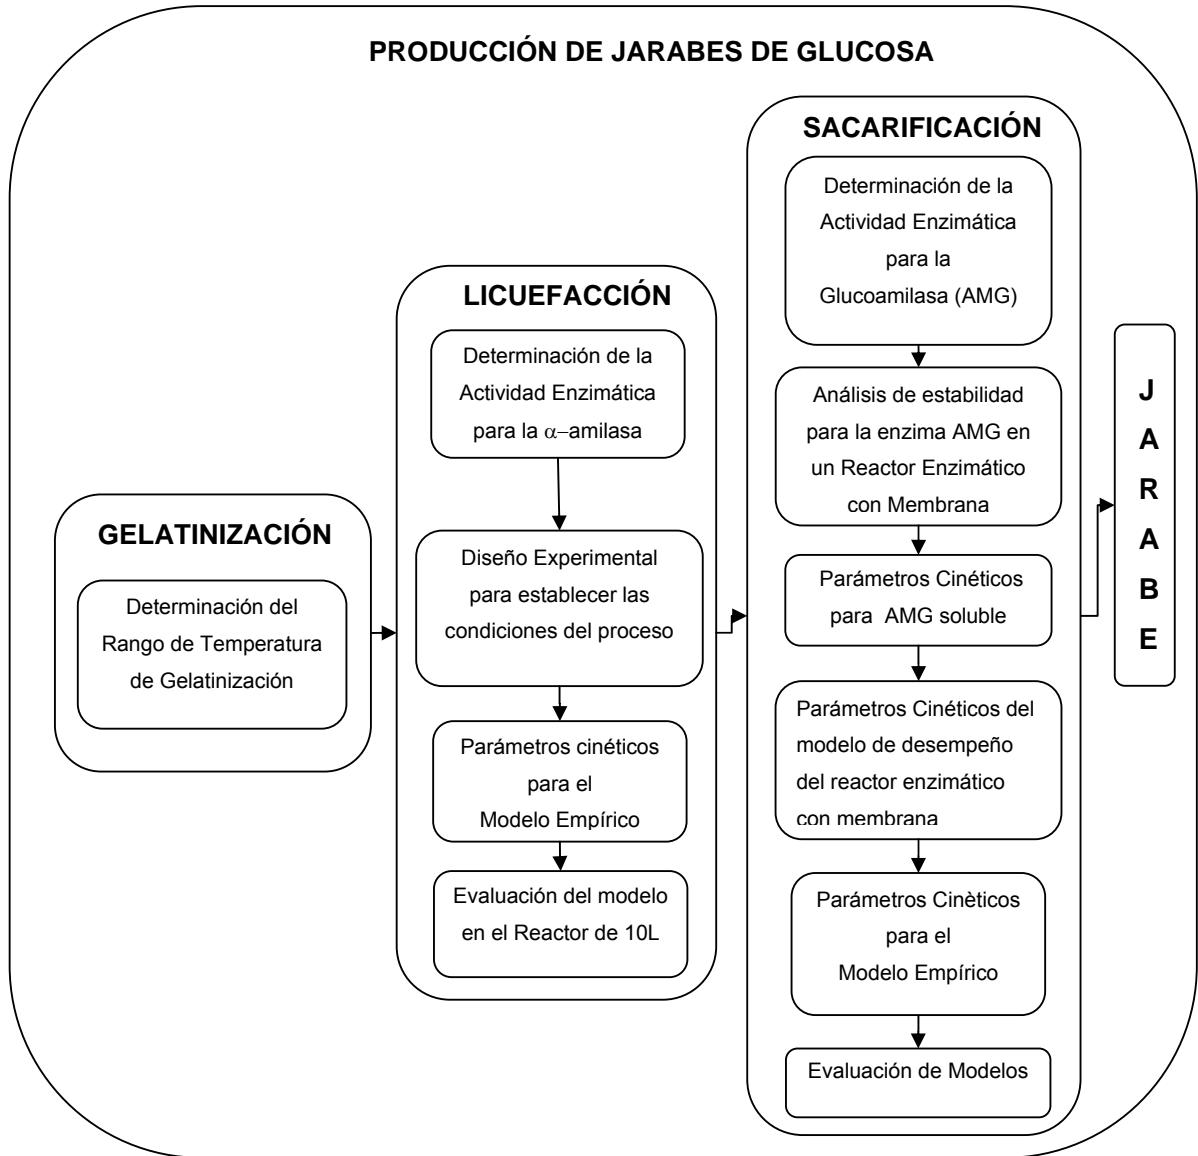 PRODUCCIÓN DE JARABES DE GLUCOSA
GELATINIZACIÓN
Determinación del
Rango de Temperatura
de Gelatinización
LICUEFACCIÓN
Determinación de la
Actividad Enzimática
para la α−amilasa
Diseño Experimental
para establecer las
condiciones del proceso
Parámetros cinéticos
para el
Modelo Empírico
Evaluación del modelo
en el Reactor de 10L
SACARIFICACIÓN
Determinación de la
Actividad Enzimática
para la
Glucoamilasa (AMG)
Análisis de estabilidad
para la enzima AMG en
un Reactor Enzimático
con Membrana
Parámetros Cinéticos
para AMG soluble
Parámetros Cinéticos del
modelo de desempeño
del reactor enzimático
con membrana
Parámetros Cinèticos
para el
Modelo Empírico
Evaluación de Modelos
J
A
R
A
B
E